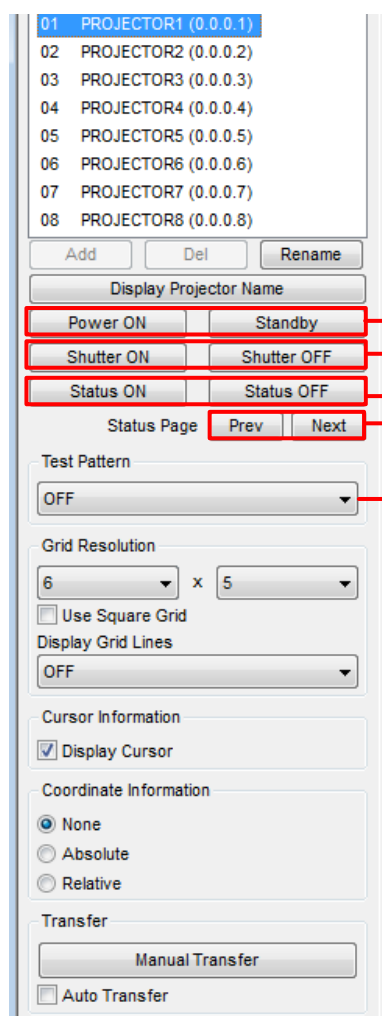 01 PROJECTOR1 (0.0.0.1)
02 PROJECTOR2 (0.0.0.2)
03 PROJECTOR3 (0.0.0.3)
04 PROJECTOR4 (0.0.0.4)
05 PROJECTOR5 (0.0.0.5)
06 PROJECTOR6 (0.0.0.6)
07 PROJECTOR7 (0.0.0.7)
08 PROJECTOR8 (0.0.0.8)
Add Del Rename
Display Projector Name
Power ON Standby
Shutter ON Shutter OFF
Status ON Status OFF
Status Page Prev Next
Test Pattern
OFF
Grid Resolution
6 x 5
Use Square Grid
Display Grid Lines
OFF
Cursor Information
Display Cursor
Coordinate Information
None
Absolute
Relative
Transfer
Manual Transfer
Auto Transfer